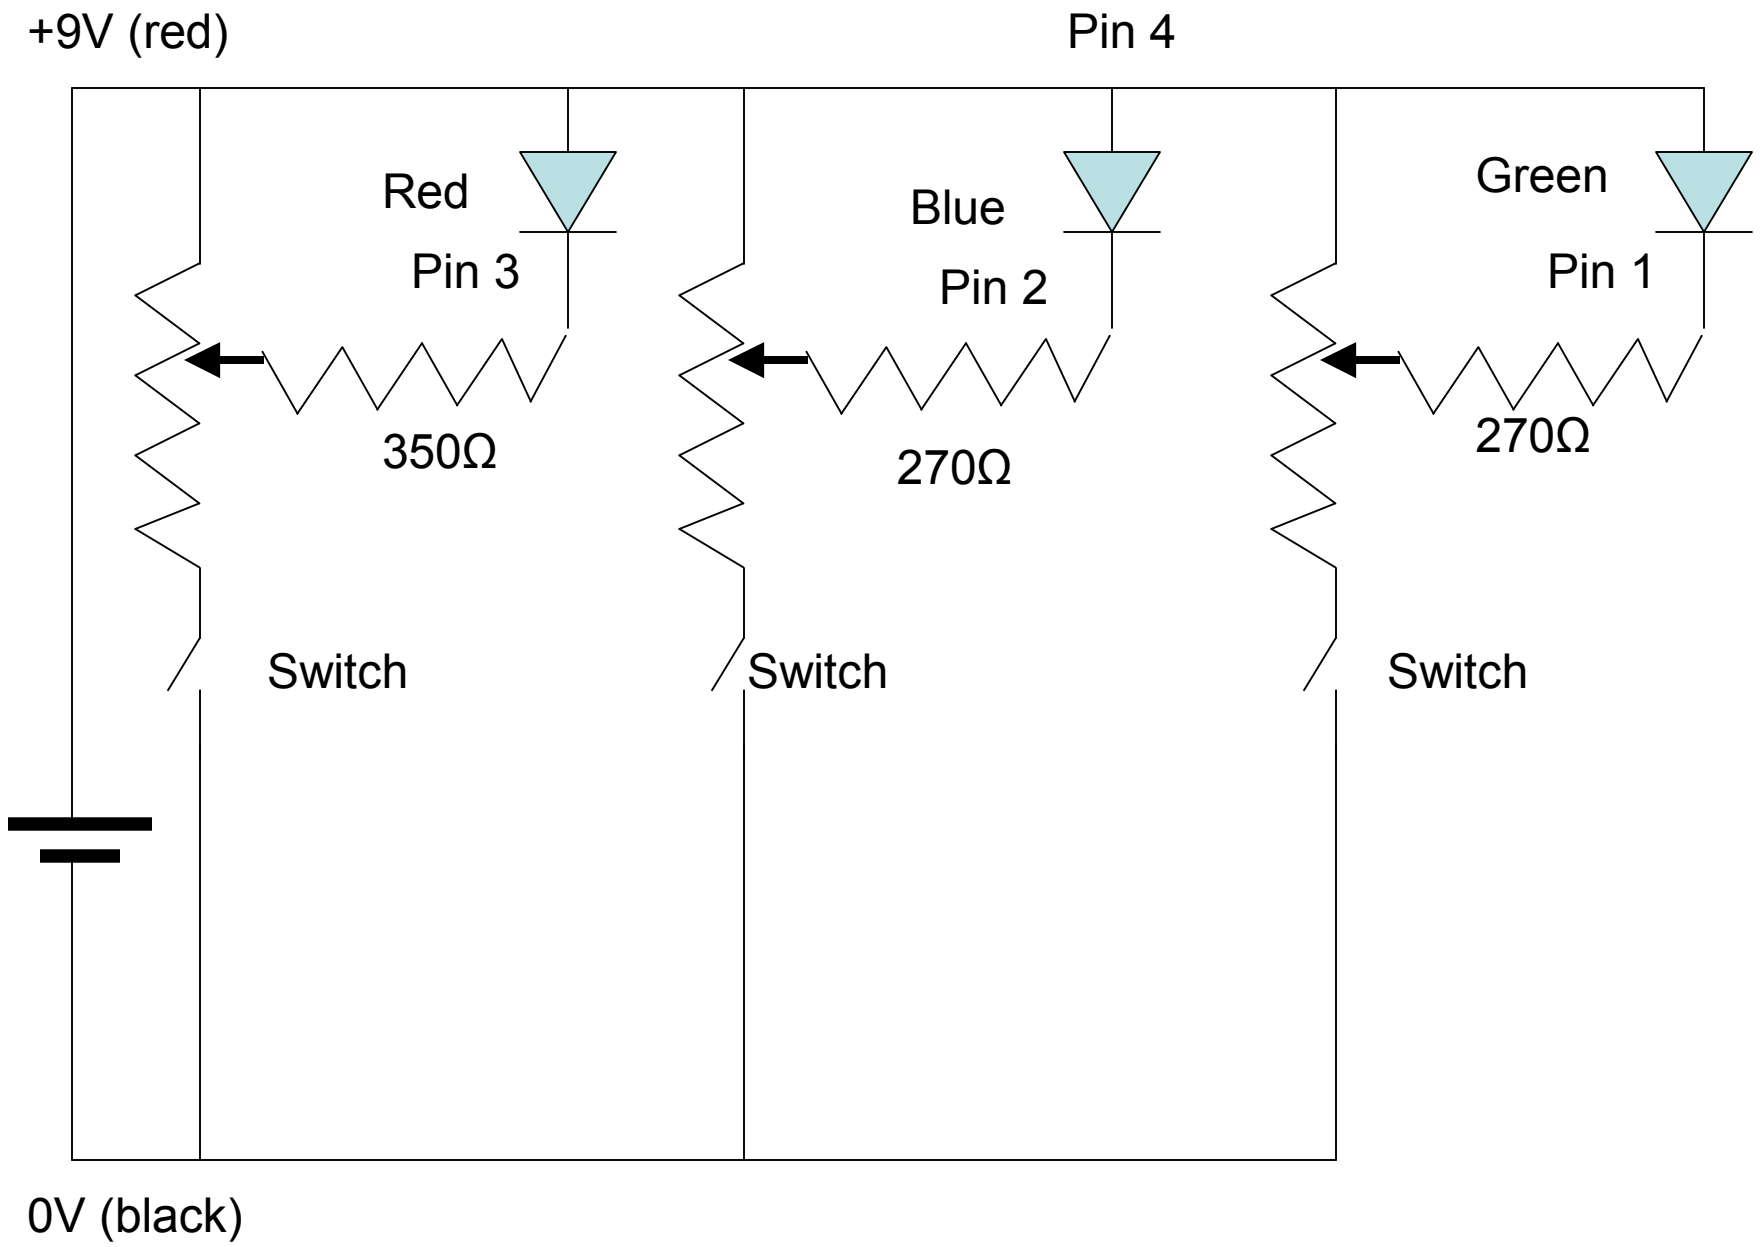 +9V (red)
Pin 4
Red
Pin 3
Blue
Pin 2
Green
Pin 1
350Ω
270Ω
270Ω
Switch
Switch
Switch
0V (black)